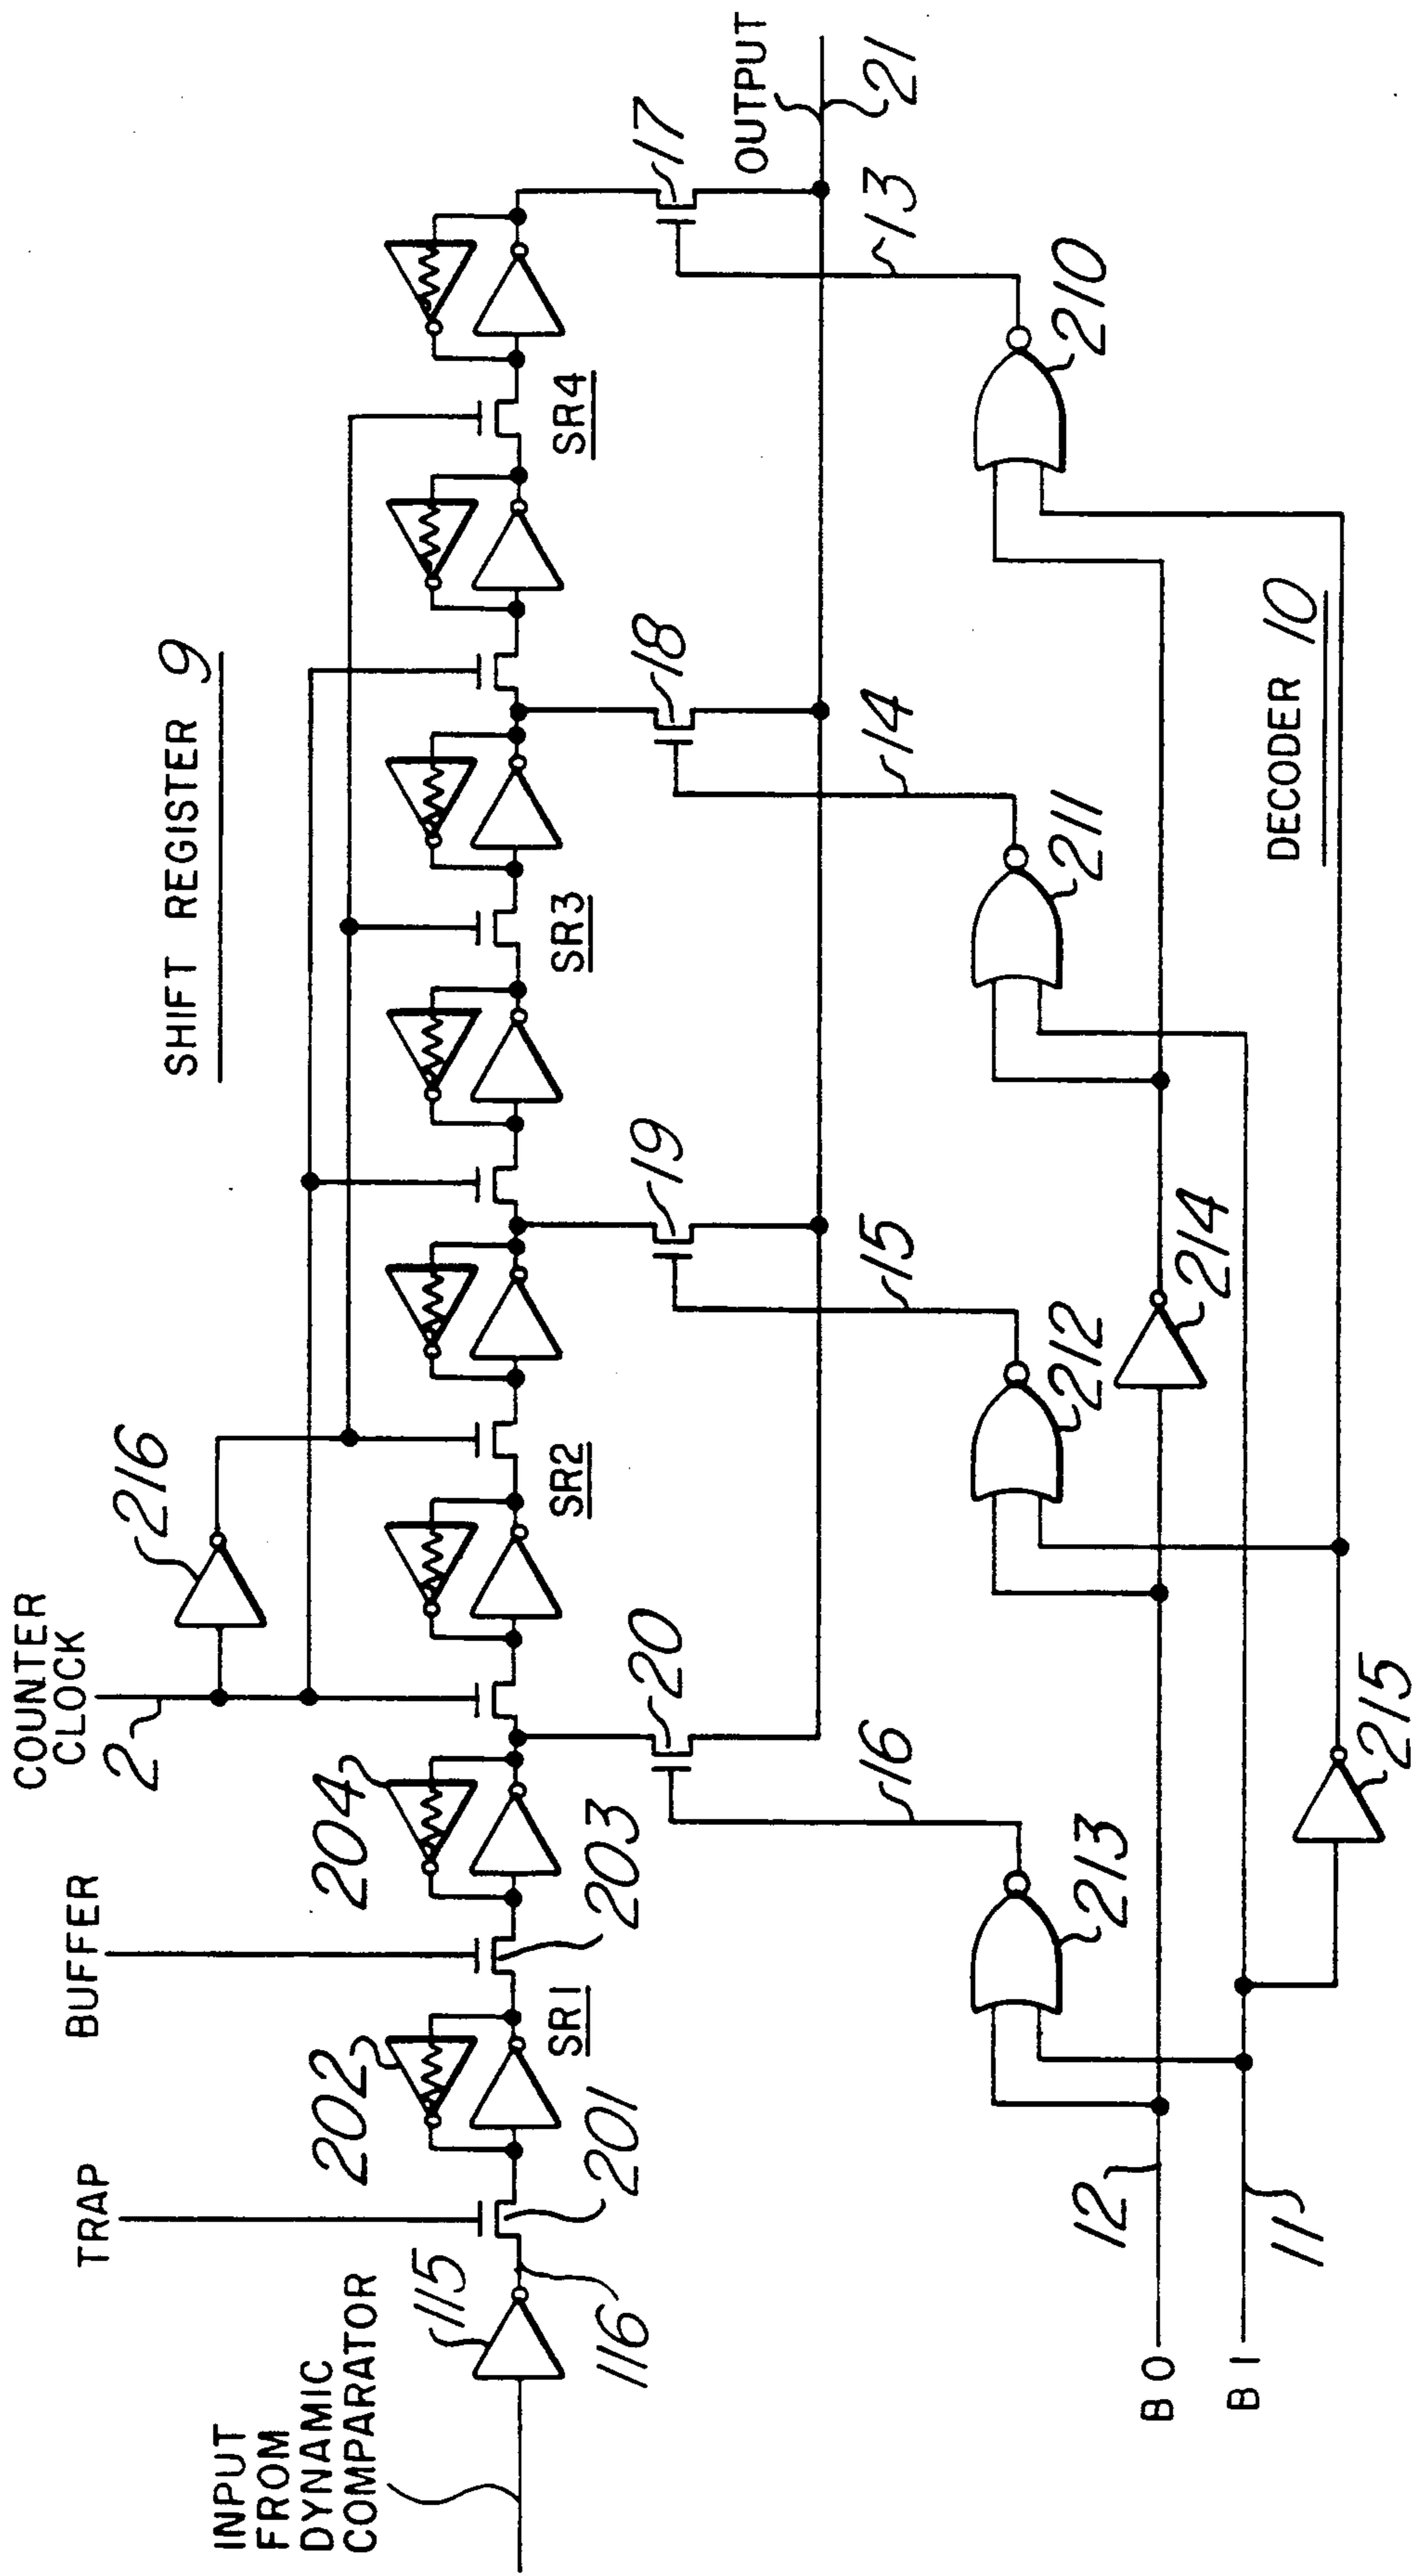 SHIFT REGISTER 9
COUNTER
CLOCK
2
216
TRAP
BUFFER
INPUT
FROM
DYNAMIC
COMPARATOR
115
116
202
201
SR1
204
203
SR2
SR3
SR4
20
19
18
17
OUTPUT
21
16
15
14
13
213
212
211
210
B0
12
214
B1
11
215
DECODER 10